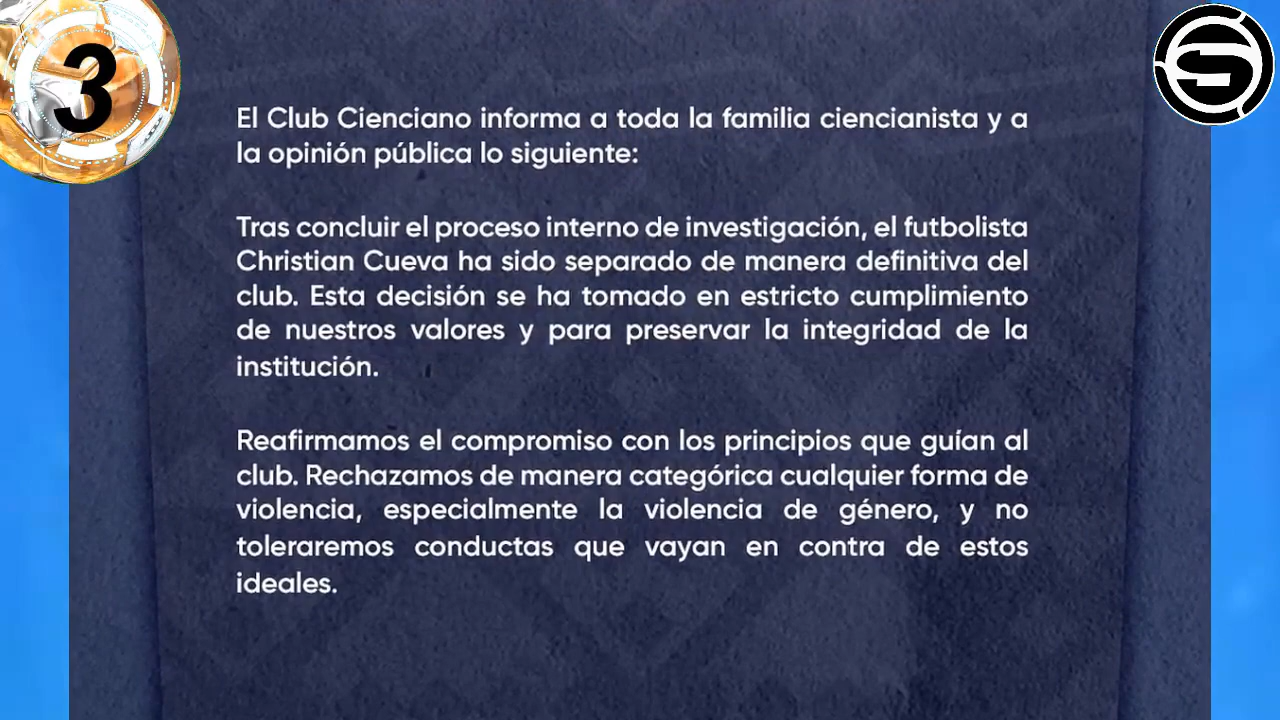 3
S
El Club Cienciano informa a toda la familia ciencianista y a
la opinión pública lo siguiente:
Tras concluir el proceso interno de investigación, el futbolista
Christian Cueva ha sido separado de manera definitiva del
club. Esta decisión se ha tomado en estricto cumplimiento
de nuestros valores y para preservar la integridad de la
institución.
Reafirmamos el compromiso con los principios que guían al
club. Rechazamos de manera categórica cualquier forma de
violencia, especialmente la violencia de género, y no
toleraremos conductas que vayan en contra de estos
ideales.